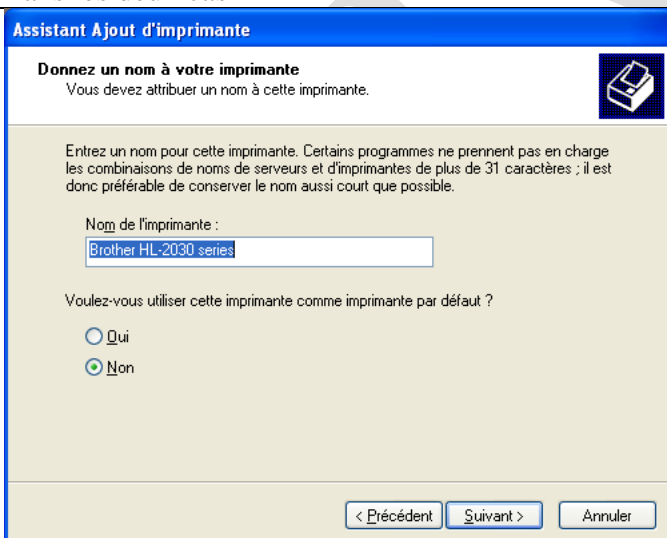 Assistant Ajout d'imprimante
Donnez un nom à votre imprimante
Vous devez attribuer un nom à cette imprimante.
Entrez un nom pour cette imprimante. Certains programmes ne prennent pas en charge
les combinaisons de noms de serveurs et d'imprimantes de plus de 31 caractères ; il est
donc préférable de conserver le nom aussi court que possible.
Nom de l'imprimante :
Brother HL-2030 series
Voulez-vous utiliser cette imprimante comme imprimante par défaut ?
Oui
Non
< Précédent
Suivant >
Annuler